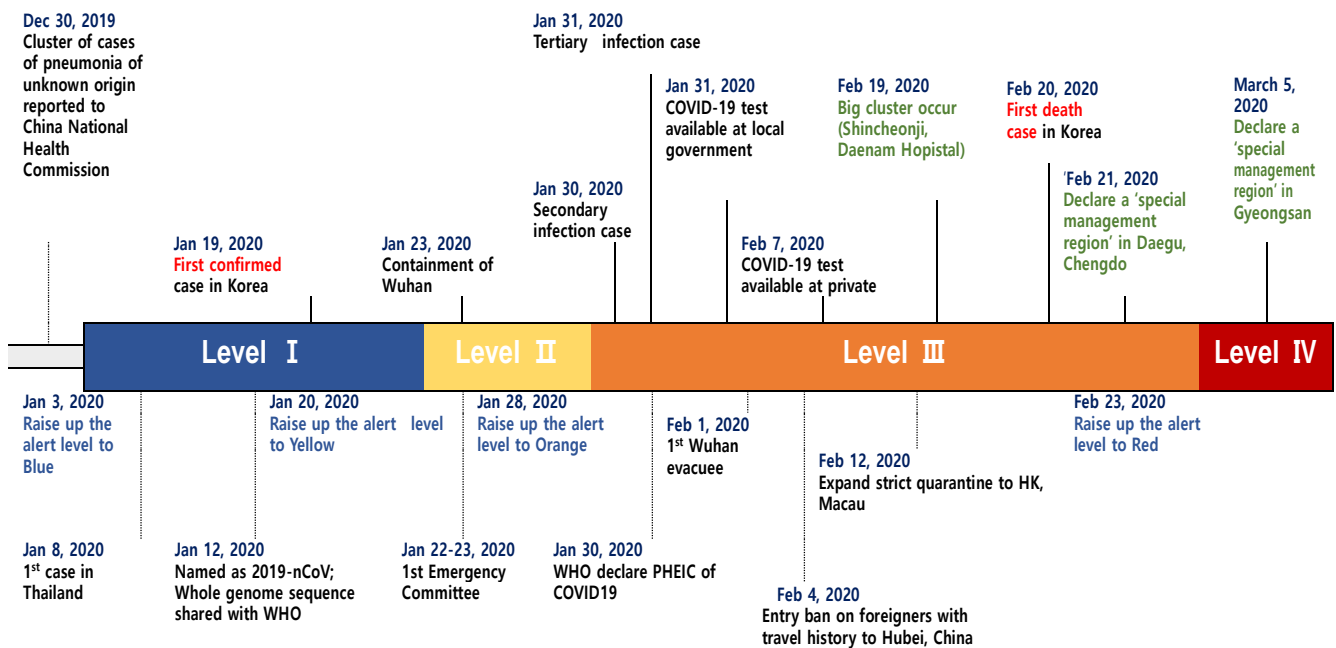 Dec 30, 2019
Cluster of cases
of pneumonia of
unknown origin
reported to
China National
Health
Commission
Jan 19, 2020
First confirmed
case in Korea
Jan 23, 2020
Containment of
Wuhan
Jan 30, 2020
Secondary
infection case
Jan 31, 2020
Tertiary infection case
Jan 31, 2020
COVID-19 test
available at local
government
Feb 7, 2020
COVID-19 test
available at private
Feb 19, 2020
Big cluster occur
(Shincheonji,
Daenam Hopistal)
Feb 20, 2020
First death
case in Korea
'Feb 21, 2020
Declare a 'special
management
region' in Daegu,
Chengdo
March 5,
2020
Declare a
'special
management
region' in
Gyeongsan
Level Ⅰ
Level Ⅱ
Level Ⅲ
Level Ⅳ
Jan 3, 2020
Raise up the
alert level to
Blue
Jan 20, 2020
Raise up the alert level
to Yellow
Jan 28, 2020
Raise up the alert
level to Orange
Feb 1, 2020
1st Wuhan
evacuee
Feb 12, 2020
Expand strict quarantine to HK,
Macau
Feb 23, 2020
Raise up the alert
level to Red
Jan 8, 2020
1st case in
Thailand
Jan 12, 2020
Named as 2019-nCoV;
Whole genome sequence
shared with WHO
Jan 22-23, 2020
1st Emergency
Committee
Jan 30, 2020
WHO declare PHEIC of
COVID19
Feb 4, 2020
Entry ban on foreigners with
travel history to Hubei, China